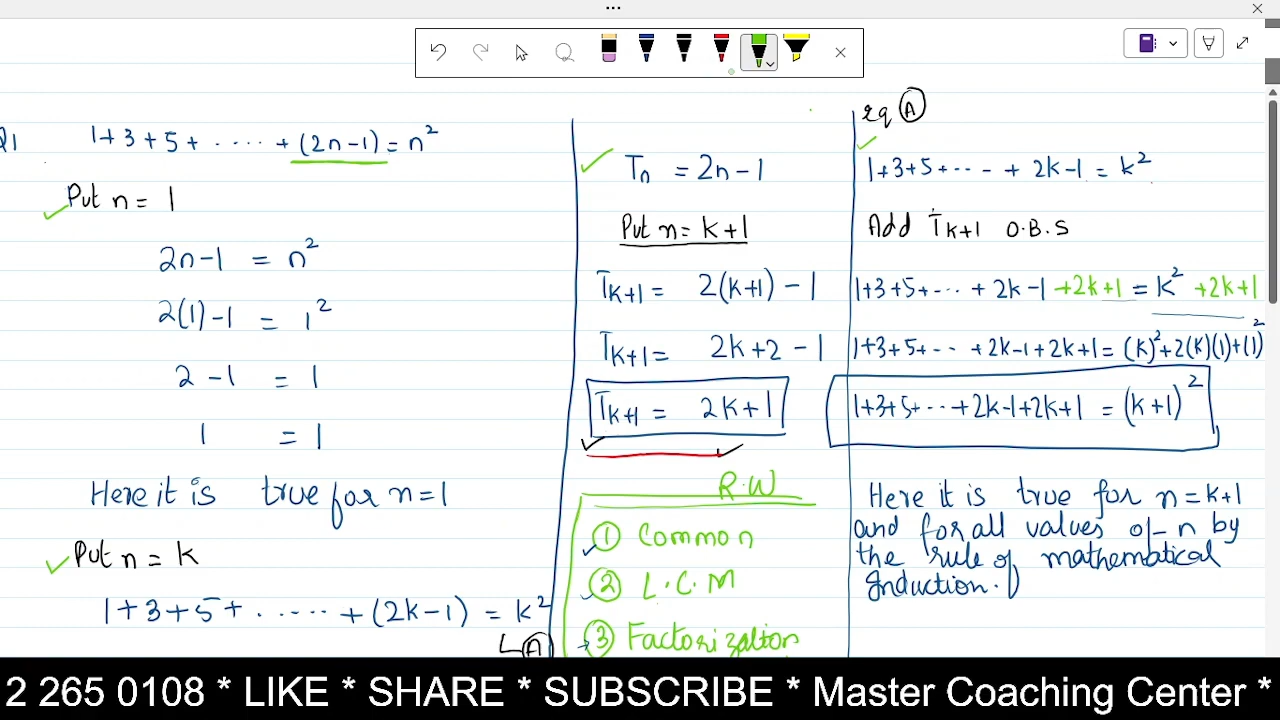 Q1 1+3+5+.....+(2n-1)=n²
Put n=1
2n-1 = n²
2(1)-1 = 1²
2-1 = 1
1 = 1
Here it is true for n=1
Put n=k
1+3+5+......+(2k-1) = k²
A
Tn = 2n-1
Put n=k+1
Tk+1 = 2(k+1)-1
Tk+1 = 2k+2-1
Tk+1 = 2k+1
R.W
1 Common
2 L.C.M
3 Factorization
eq A
1+3+5+...-+2k-1=k²
Add Tk+1 O.B.S
1+3+5+...+2k-1+2k+1=k²+2k+1
1+3+5+...+2k-1+2k+1=(k)²+2(k)(1)+(1)²
1+3+5+...+2k-1+2k+1=(k+1)²
Here it is true for n=k+1
and for all values of n by
the rule of mathematical
Induction.
2 265 0108 * LIKE * SHARE * SUBSCRIBE * Master Coaching Center *